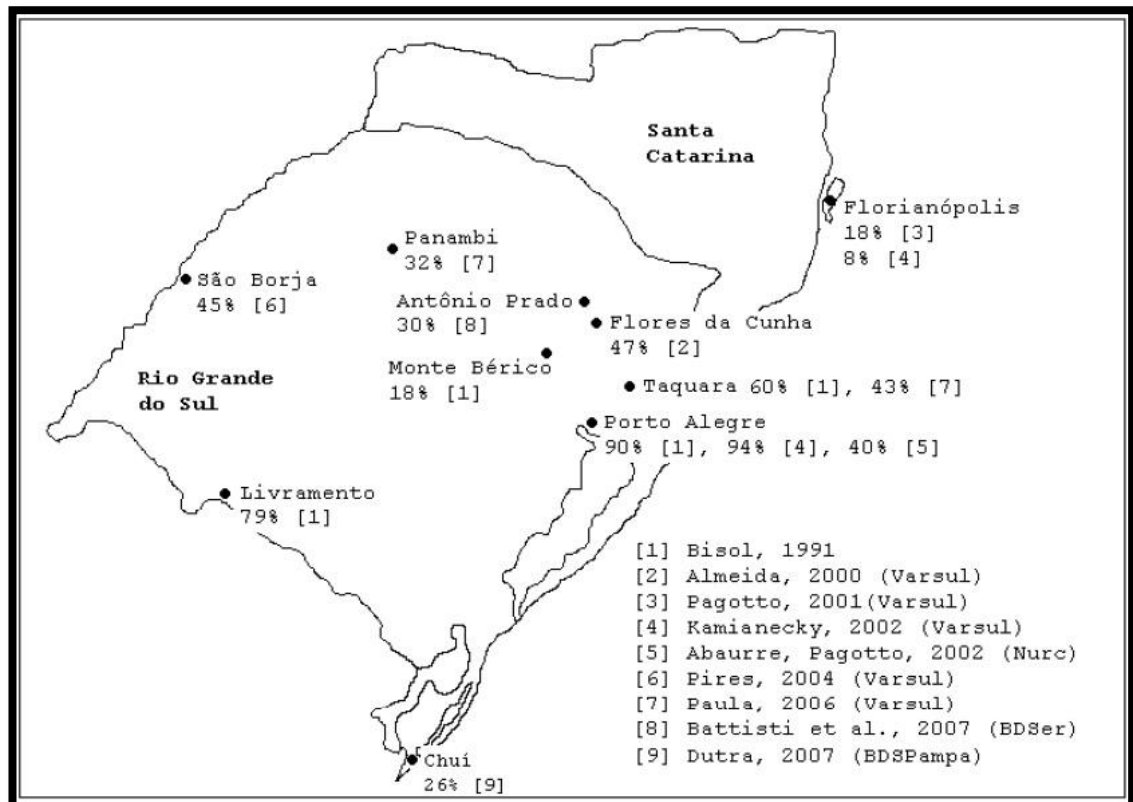 Santa
Catarina
Florianópolis
18% [3]
8% [4]
Panambi
32% [7]
São Borja
45% [6]
Antônio Prado
30% [8]
Flores da Cunha
47% [2]
Monte Bérico
18% [1]
Rio Grande
do Sul
Taquara 60% [1], 43% [7]
Porto Alegre
90% [1], 94% [4], 40% [5]
Livramento
79% [1]
[1] Bisol, 1991
[2] Almeida, 2000 (Varsul)
[3] Pagotto, 2001(Varsul)
[4] Kamianecky, 2002 (Varsul)
[5] Abaurre, Pagotto, 2002 (Nurc)
[6] Pires, 2004 (Varsul)
[7] Paula, 2006 (Varsul)
[8] Battisti et al., 2007 (BDSer)
[9] Dutra, 2007 (BDSPampa)
Chuí
26% [9]